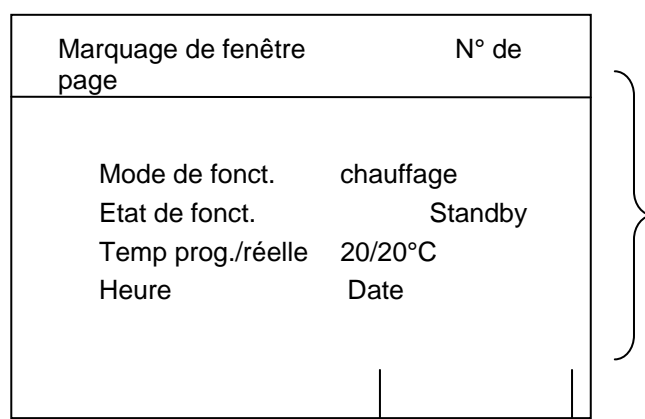 Marquage de fenêtre N° de
page
Mode de fonct. chauffage
Etat de fonct. Standby
Temp prog./réelle 20/20°C
Heure Date